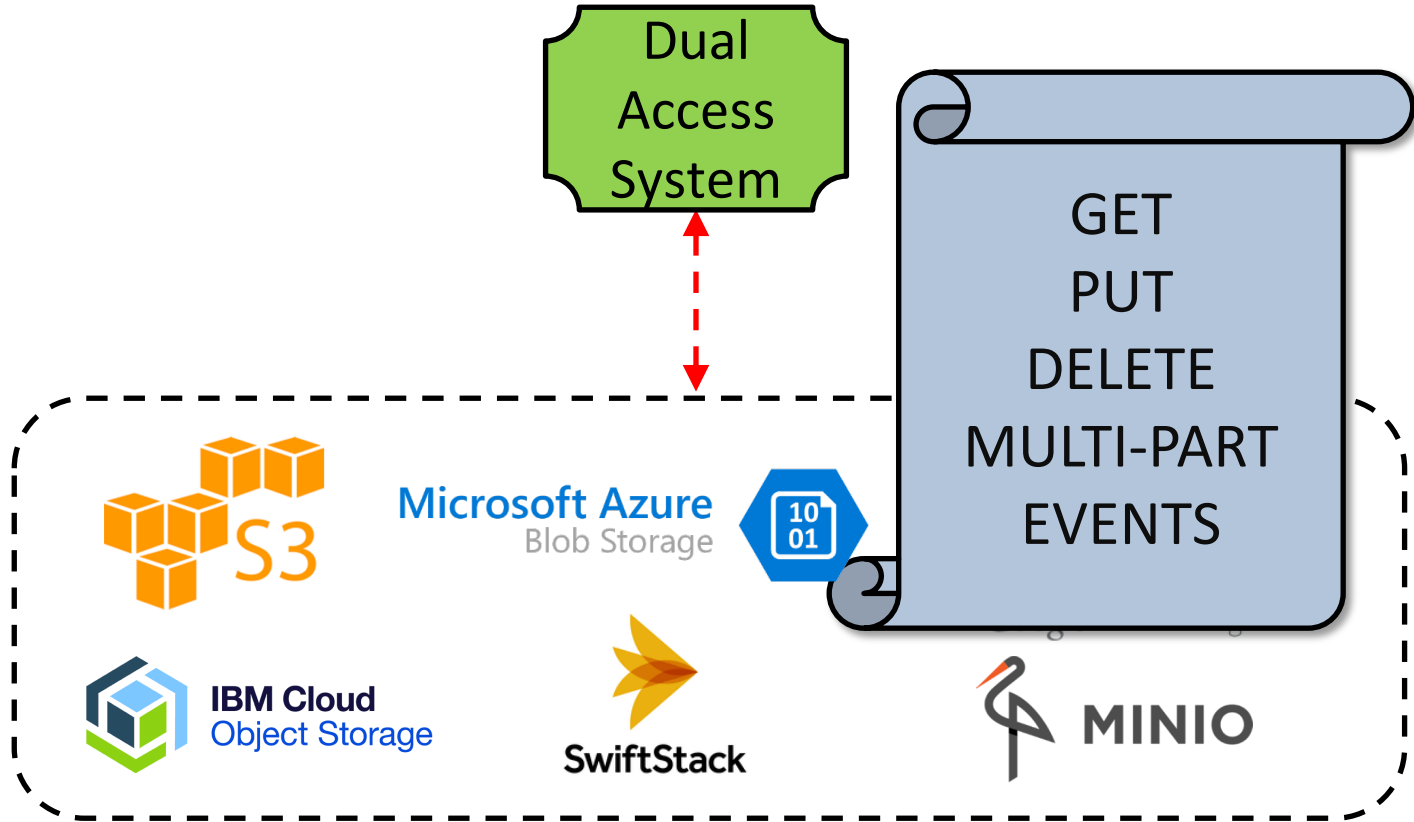 Dual
Access
System
GET
PUT
DELETE
MULTI-PART
EVENTS
S3
Microsoft Azure
Blob Storage
10
01
IBM Cloud
Object Storage
SwiftStack
MINIO